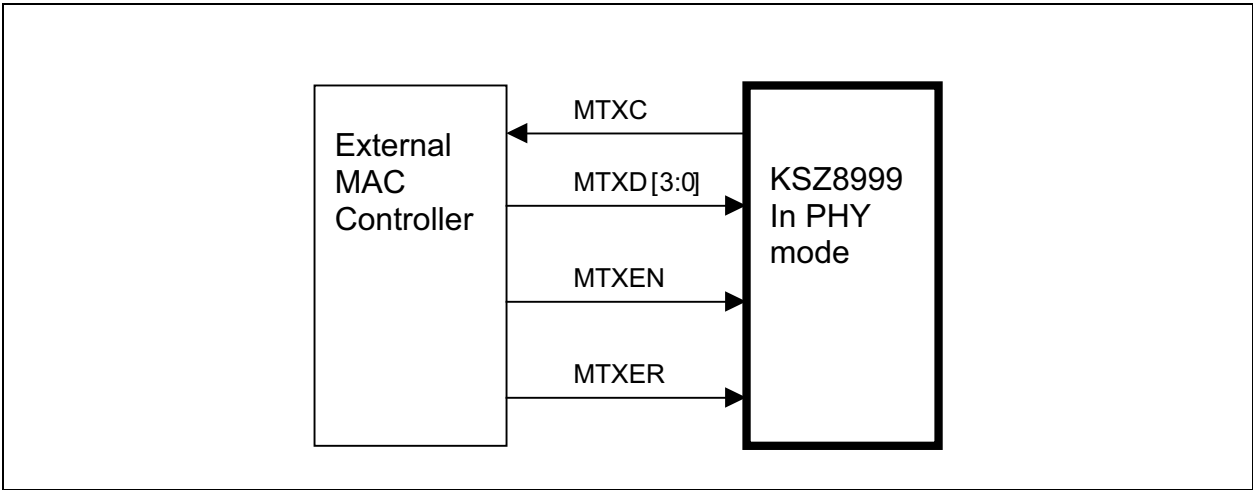 External
MAC
Controller
MTXC
MTXD[3:0]
MTXEN
MTXER
KSZ8999
In PHY
mode